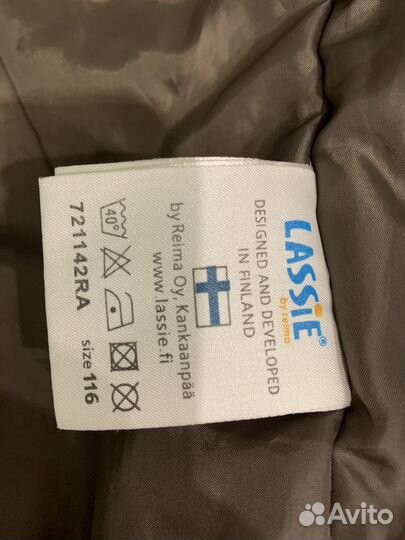 LASSIE®
by reima
DESIGNED AND DEVELOPED
IN FINLAND
by Reima Oy, Kankaanpää
www.lassie.fi
40°
721142RA size 116
Avito